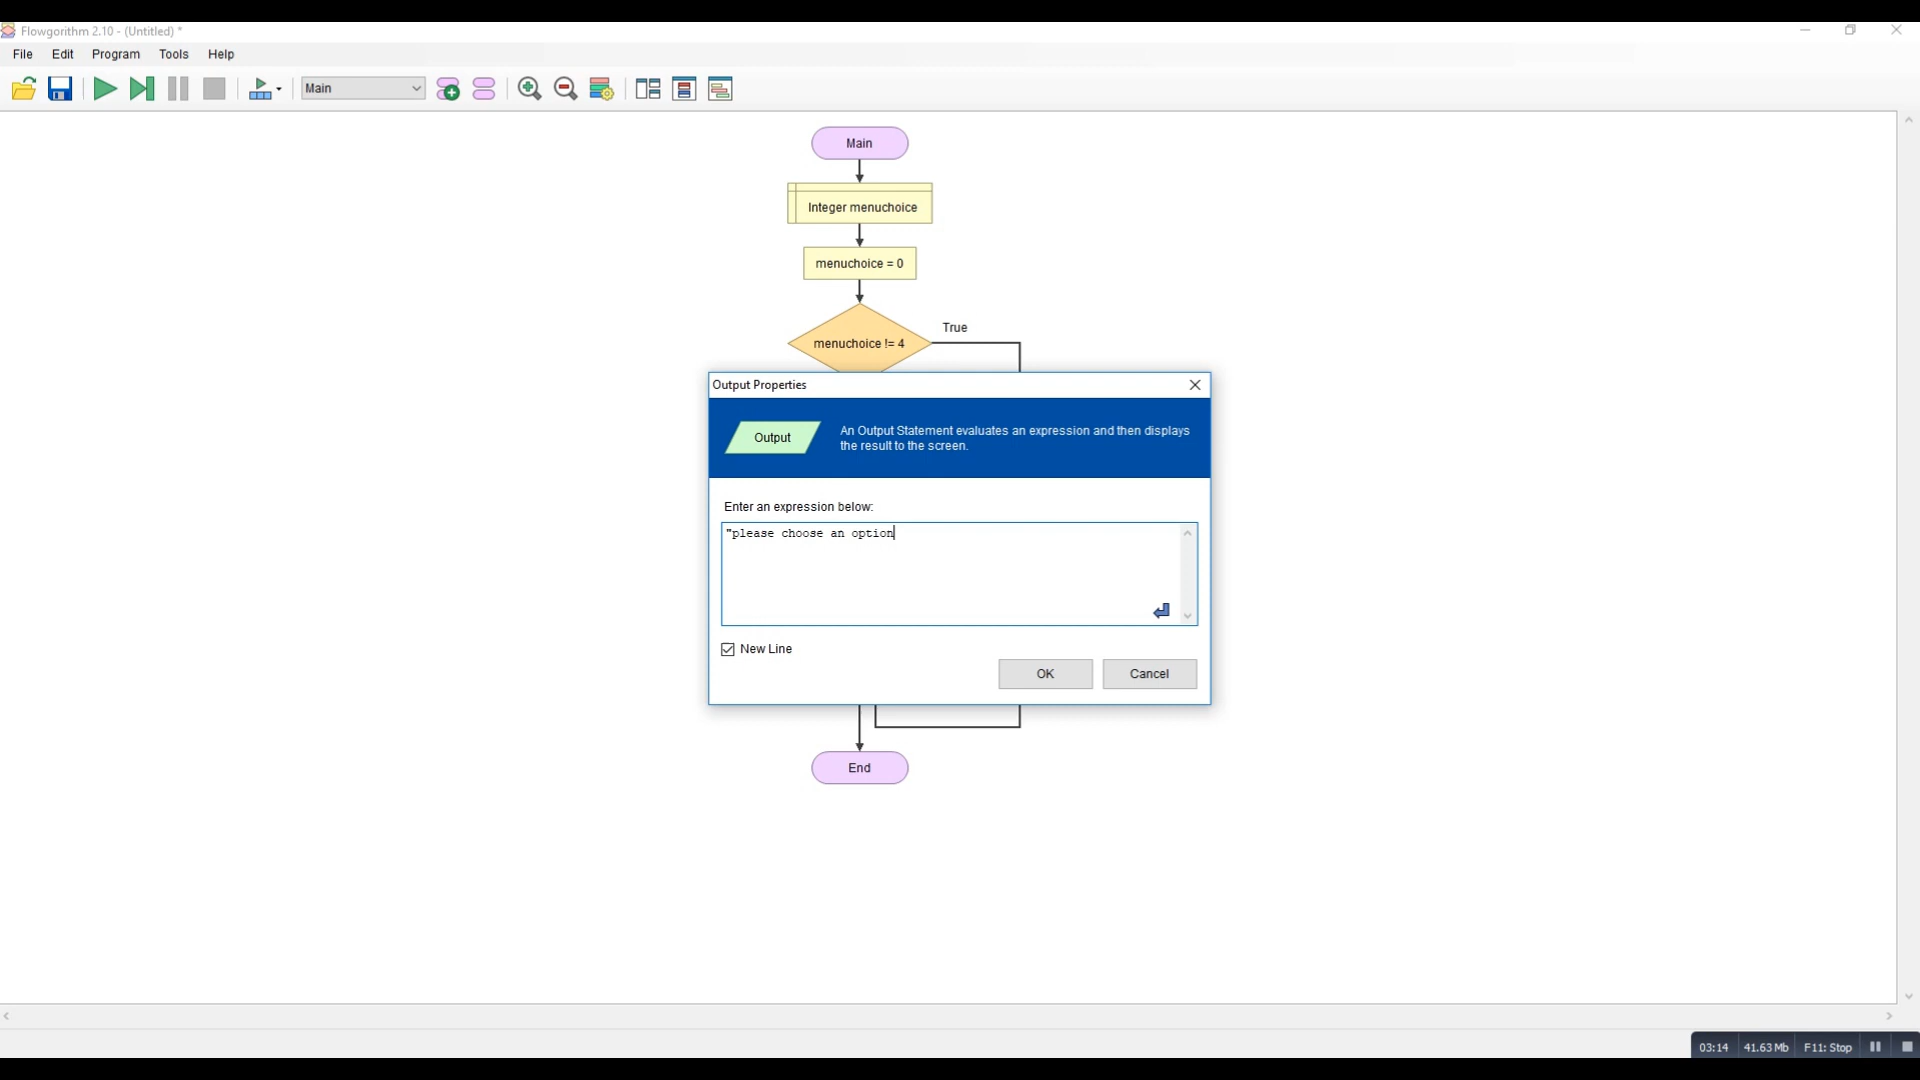 Flowgorithm 2.10 - (Untitled) *
File Edit Program Tools Help
Main
Main
Integer menuchoice
menuchoice = 0
menuchoice != 4
True
Output Properties
Output
An Output Statement evaluates an expression and then displays
the result to the screen.
Enter an expression below:
"please choose an option
New Line
OK Cancel
End
03:14 41.63 Mb F11: Stop